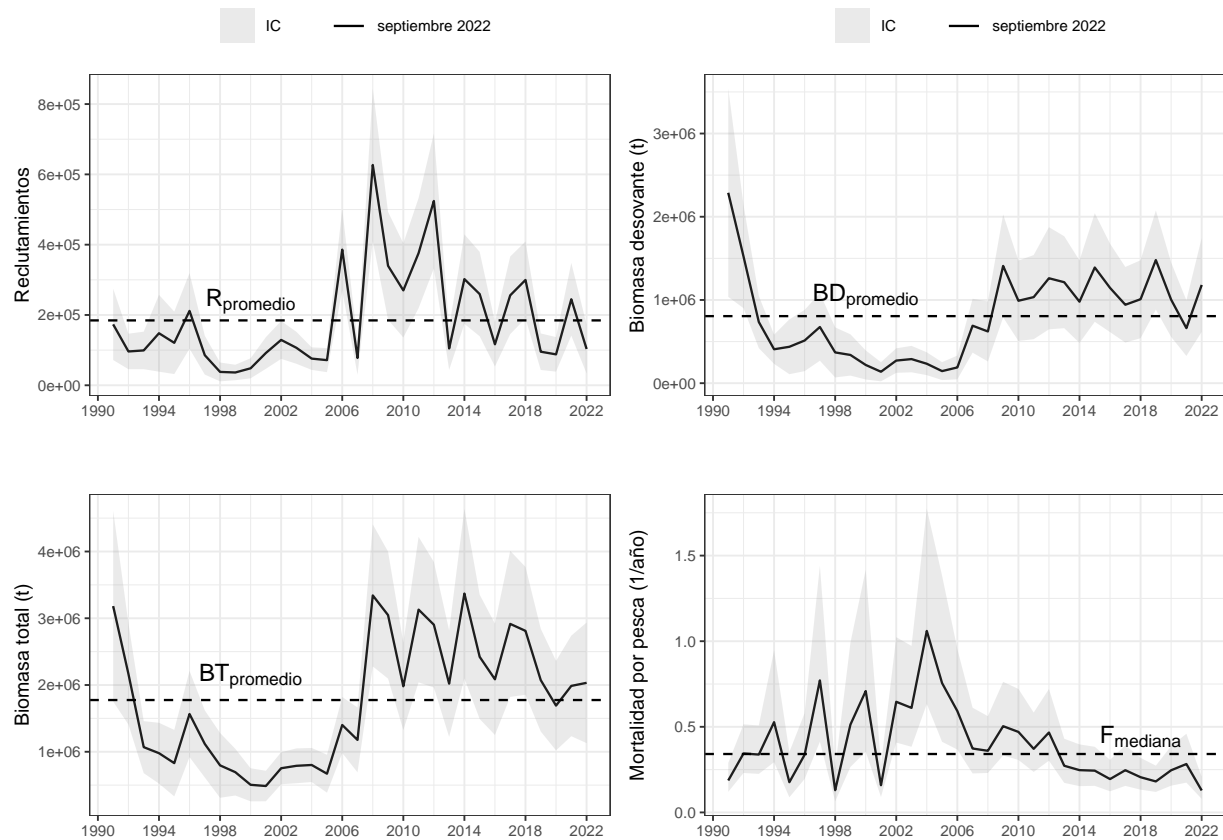 IC septiembre 2022
IC septiembre 2022
Reclutamientos
8e+05
6e+05
4e+05
2e+05
0e+00
Rpromedio
1990 1994 1998 2002 2006 2010 2014 2018 2022
Biomasa desovante (t)
3e+06
2e+06
1e+06
0e+00
BDpromedio
1990 1994 1998 2002 2006 2010 2014 2018 2022
Biomasa total (t)
4e+06
3e+06
2e+06
1e+06
BTpromedio
1990 1994 1998 2002 2006 2010 2014 2018 2022
Mortalidad por pesca (1/año)
1.5
1.0
0.5
0.0
Fmediana
1990 1994 1998 2002 2006 2010 2014 2018 2022